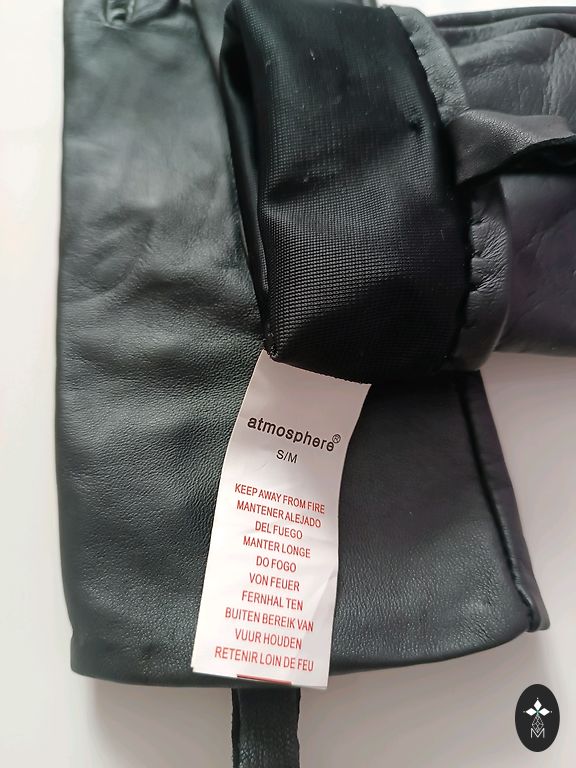 atmosphere®
S/M
KEEP AWAY FROM FIRE
MANTENER ALEJADO
DEL FUEGO
MANTER LONGE
DO FOGO
VON FEUER
FERNHAL TEN
BUITEN BEREIK VAN
VUUR HOUDEN
RETENIR LOIN DE FEU
M